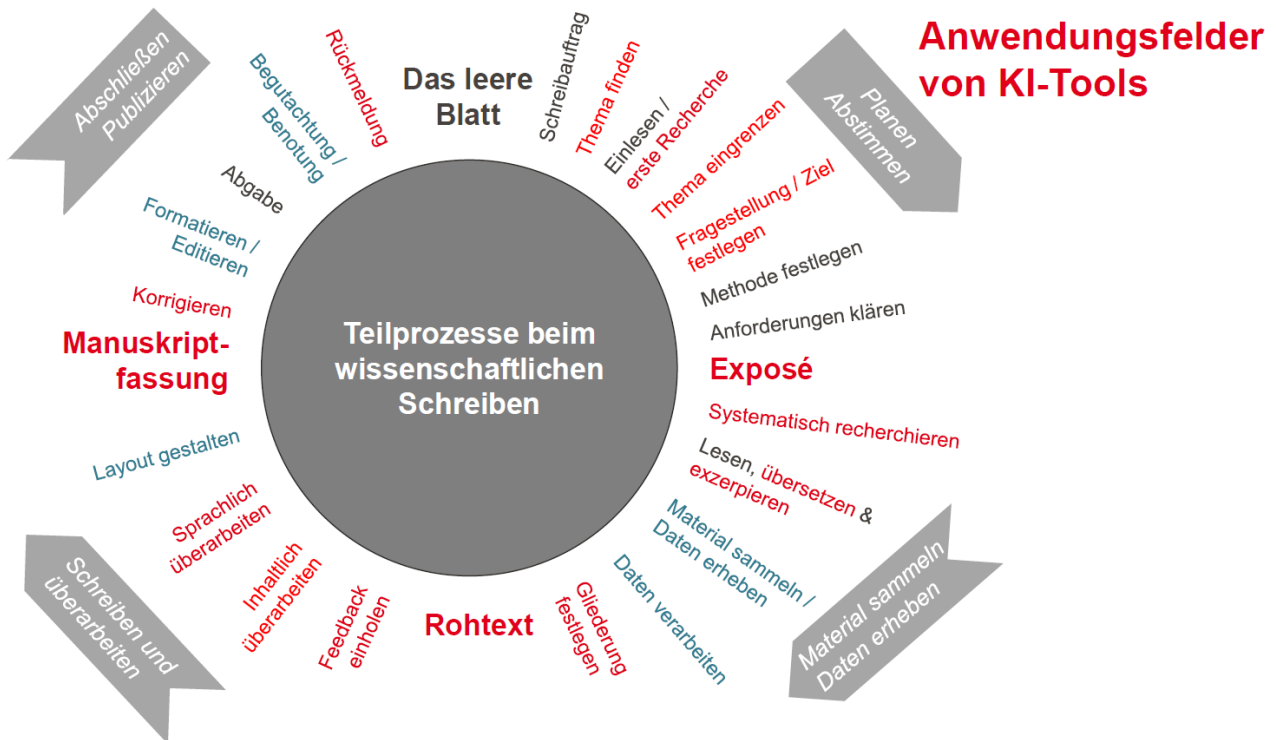 Anwendungsfelder
von KI-Tools
Das leere
Blatt
Schreibauftrag
Thema finden
Einlesen /
erste Recherche
Thema eingrenzen
Fragestellung / Ziel
festlegen
Methode festlegen
Anforderungen klären
Planen
Abstimmen
Exposé
Systematisch recherchieren
Lesen, übersetzen &
exzerpieren
Material sammeln /
Daten erheben
Daten verarbeiten
Gliederung
festlegen
Material sammeln
Daten erheben
Rohtext
Feedback
einholen
Inhaltlich
überarbeiten
Sprachlich
überarbeiten
Layout gestalten
Schreiben und
überarbeiten
Manuskript-
fassung
Korrigieren
Formatieren /
Editieren
Abgabe
Begutachtung /
Benotung
Rückmeldung
Abschließen
Publizieren
Teilprozesse beim
wissenschaftlichen
Schreiben